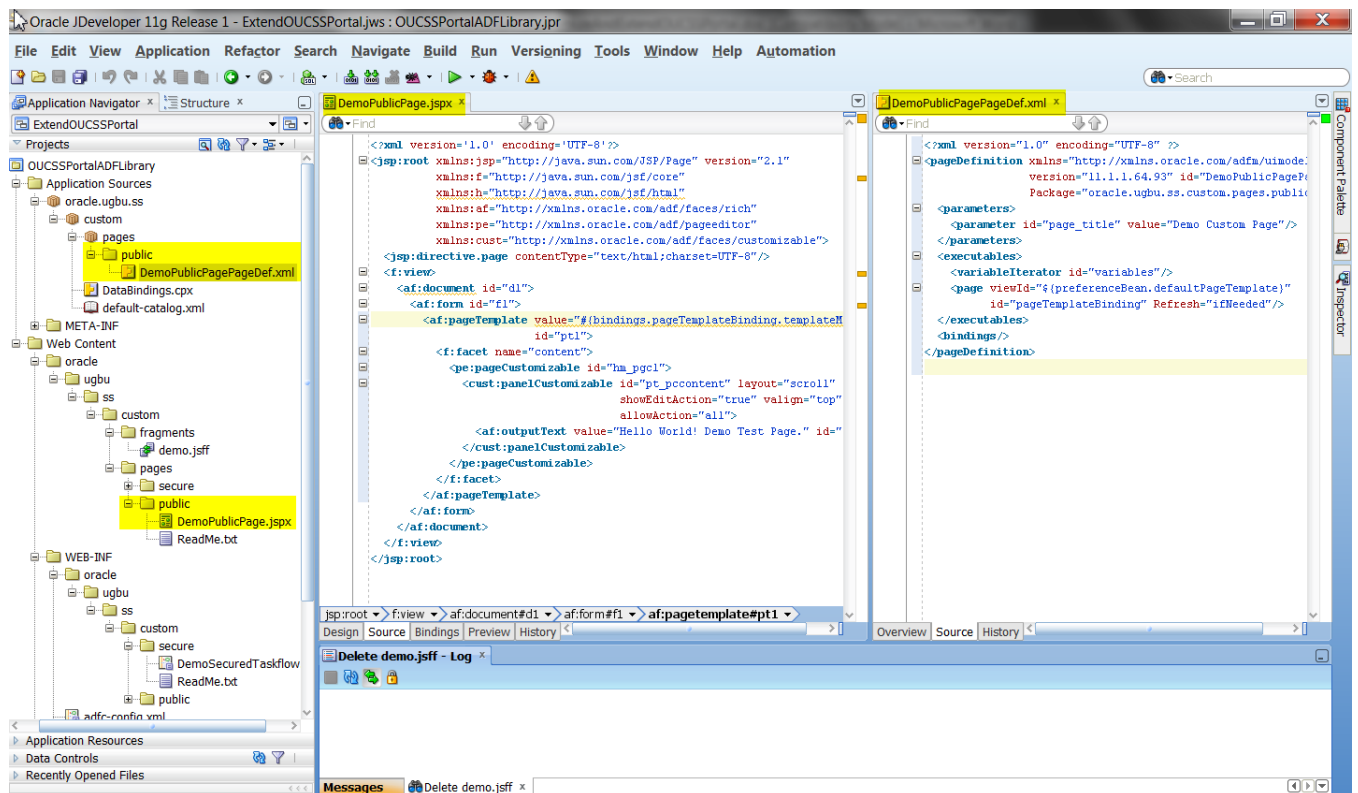 Oracle JDeveloper 11g Release 1 - ExtendOUCSSPortal.jws : OUCSSPortalADFLibrary.jpr
File Edit View Application Refactor Search Navigate Build Run Versioning Tools Window Help Automation
Search
Application Navigator
Structure
ExtendOUCSSPortal
Projects
OUCSSPortalADFLibrary
Application Sources
oracle.ugbu.ss
custom
pages
public
DemoPublicPagePageDef.xml
DataBindings.cpx
default-catalog.xml
META-INF
Web Content
oracle
ugbu
ss
custom
fragments
demo.jsff
pages
secure
public
DemoPublicPage.jspx
ReadMe.txt
WEB-INF
oracle
ugbu
ss
custom
secure
DemoSecuredTaskflow
ReadMe.txt
public
adfc-config.xml
Application Resources
Data Controls
Recently Opened Files
DemoPublicPage.jspx
Find
<?xml version='1.0' encoding='UTF-8'?>
<jsp:root xmlns:jsp="http://java.sun.com/JSP/Page" version="2.1"
xmlns:f="http://java.sun.com/jsf/core"
xmlns:h="http://java.sun.com/jsf/html"
xmlns:af="http://xmlns.oracle.com/adf/faces/rich"
xmlns:pe="http://xmlns.oracle.com/adf/pageeditor"
xmlns:cust="http://xmlns.oracle.com/adf/faces/customizable">
<jsp:directive.page contentType="text/html;charset=UTF-8"/>
<f:view>
<af:document id="d1">
<af:form id="f1">
<af:pageTemplate value="#{bindings.pageTemplateBinding.templateM
id="pt1">
<f:facet name="content">
<pe:pageCustomizable id="hm_pgc1">
<cust:panelCustomizable id="pt_pccontent" layout="scroll"
showEditAction="true" valign="top"
allowAction="all">
<af:outputText value="Hello World! Demo Test Page." id="
</cust:panelCustomizable>
</pe:pageCustomizable>
</f:facet>
</af:pageTemplate>
</af:form>
</af:document>
</f:view>
</jsp:root>
jsp:root f:view af:document#d1 af:form#f1 af:pagetemplate#pt1
Design Source Bindings Preview History
DemoPublicPagePageDef.xml
Find
<?xml version="1.0" encoding="UTF-8" ?>
<pageDefinition xmlns="http://xmlns.oracle.com/adfm/uimodel
version="11.1.1.64.93" id="DemoPublicPageP
Package="oracle.ugbu.ss.custom.pages.public
<parameters>
<parameter id="page_title" value="Demo Custom Page"/>
</parameters>
<executables>
<variableIterator id="variables"/>
<page viewId="${preferenceBean.defaultPageTemplate}"
id="pageTemplateBinding" Refresh="ifNeeded"/>
</executables>
<bindings/>
</pageDefinition>
Overview Source History
Component Palette
Inspector
Delete demo.jsff - Log
Messages
Delete demo.jsff